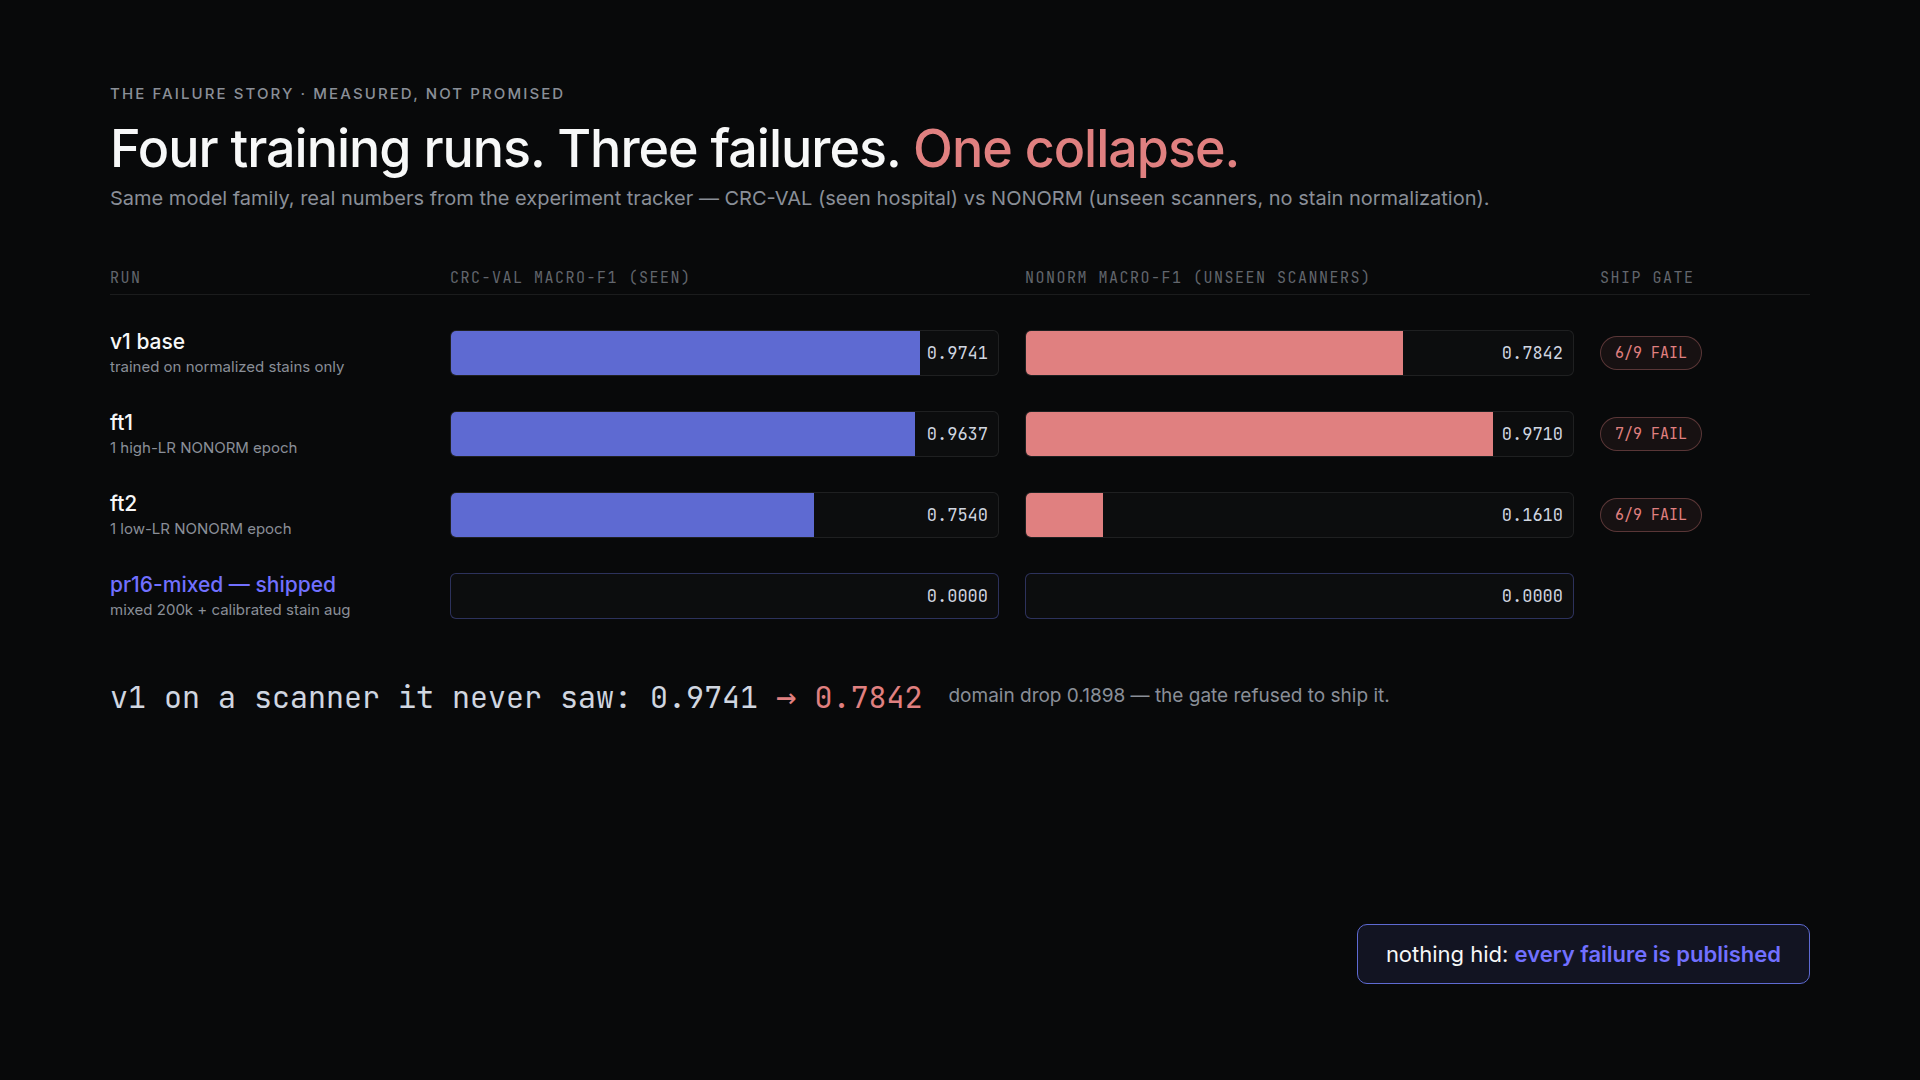 THE FAILURE STORY · MEASURED, NOT PROMISED
Four training runs. Three failures. One collapse.
Same model family, real numbers from the experiment tracker — CRC-VAL (seen hospital) vs NONORM (unseen scanners, no stain normalization).
RUN CRC-VAL MACRO-F1 (SEEN) NONORM MACRO-F1 (UNSEEN SCANNERS) SHIP GATE
v1 base
trained on normalized stains only
0.9741 0.7842 6/9 FAIL
ft1
1 high-LR NONORM epoch
0.9637 0.9710 7/9 FAIL
ft2
1 low-LR NONORM epoch
0.7540 0.1610 6/9 FAIL
pr16-mixed — shipped
mixed 200k + calibrated stain aug
0.0000 0.0000
v1 on a scanner it never saw: 0.9741 → 0.7842 domain drop 0.1898 — the gate refused to ship it.
nothing hid: every failure is published